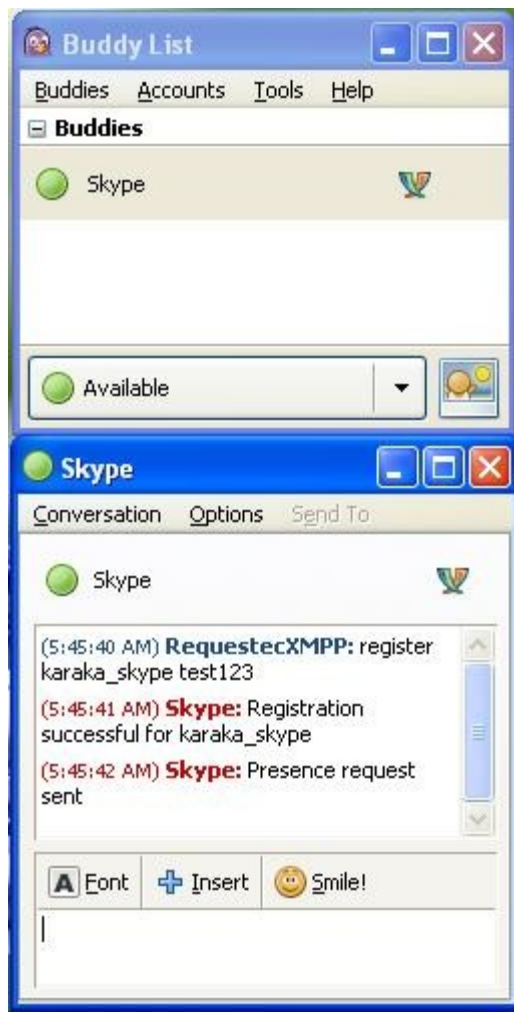 Buddy List
Buddies Accounts Tools Help
Buddies
Skype
Available
Skype
Conversation Options Send To
Skype
(5:45:40 AM) RequestecXMPP: register
karaka_skype test123
(5:45:41 AM) Skype: Registration
successful for karaka_skype
(5:45:42 AM) Skype: Presence request
sent
A Font Insert Smile!